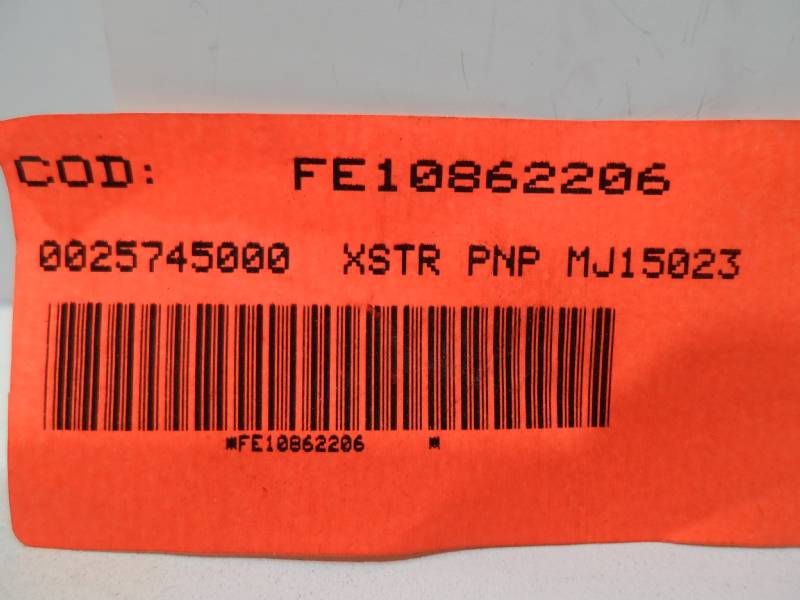 COD: FE10862206
0025745000 XSTR PNP MJ15023
*FE10862206 *